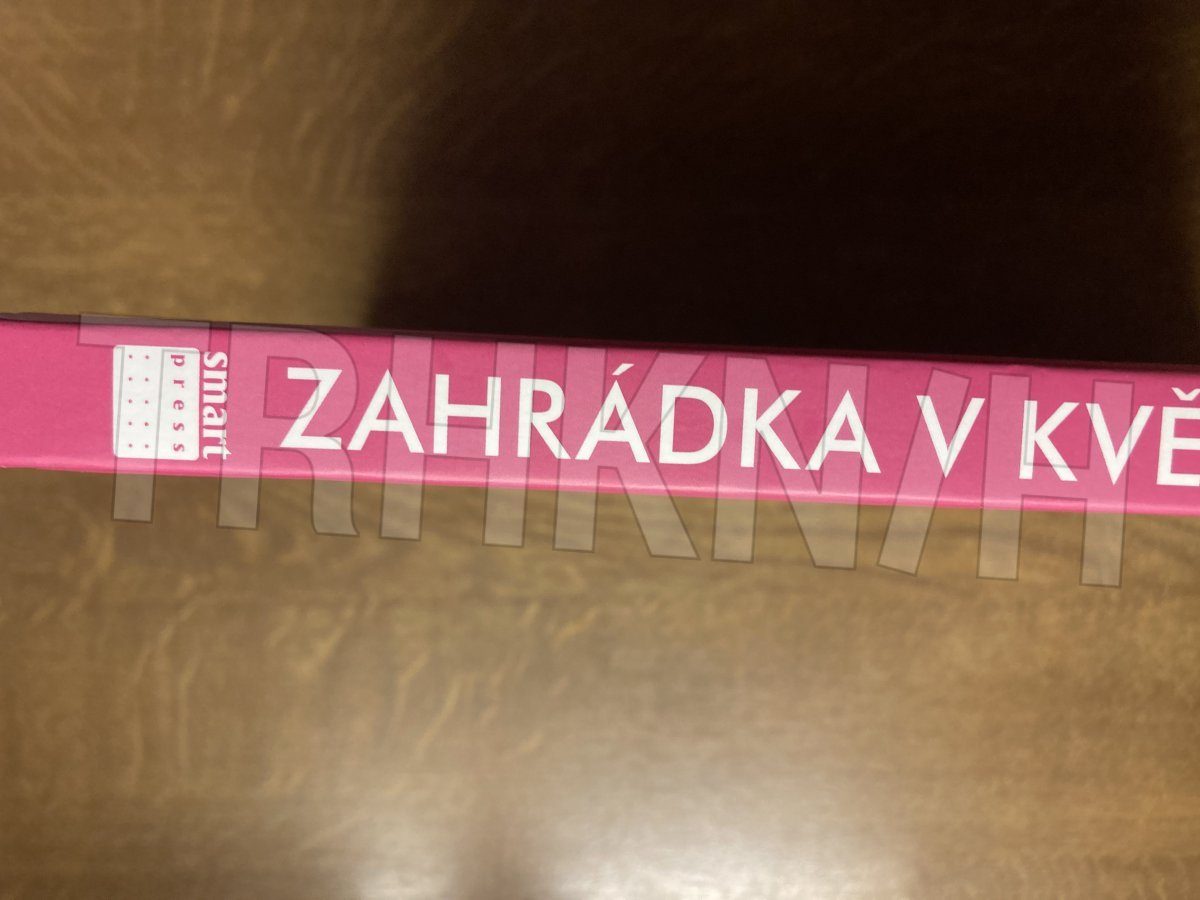 smart
press
ZAHRÁDKA V KVĚ
TRHKNIH